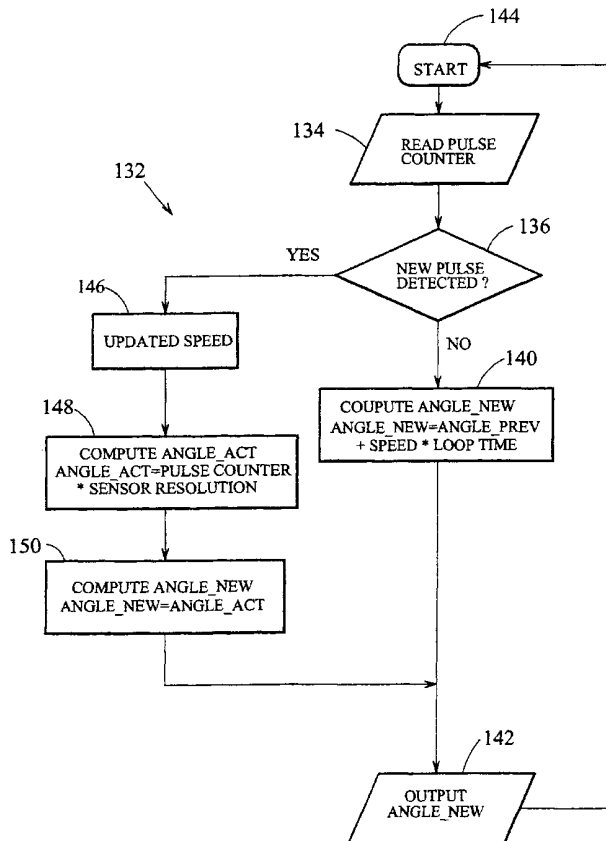 144
START
134
READ PULSE
COUNTER
132
136
YES
NEW PULSE
DETECTED ?
146
UPDATED SPEED
NO
140
COUPUTE ANGLE_NEW
ANGLE_NEW=ANGLE_PREV
+ SPEED * LOOP TIME
148
COMPUTE ANGLE_ACT
ANGLE_ACT=PULSE COUNTER
* SENSOR RESOLUTION
150
COMPUTE ANGLE_NEW
ANGLE_NEW=ANGLE_ACT
142
OUTPUT
ANGLE_NEW